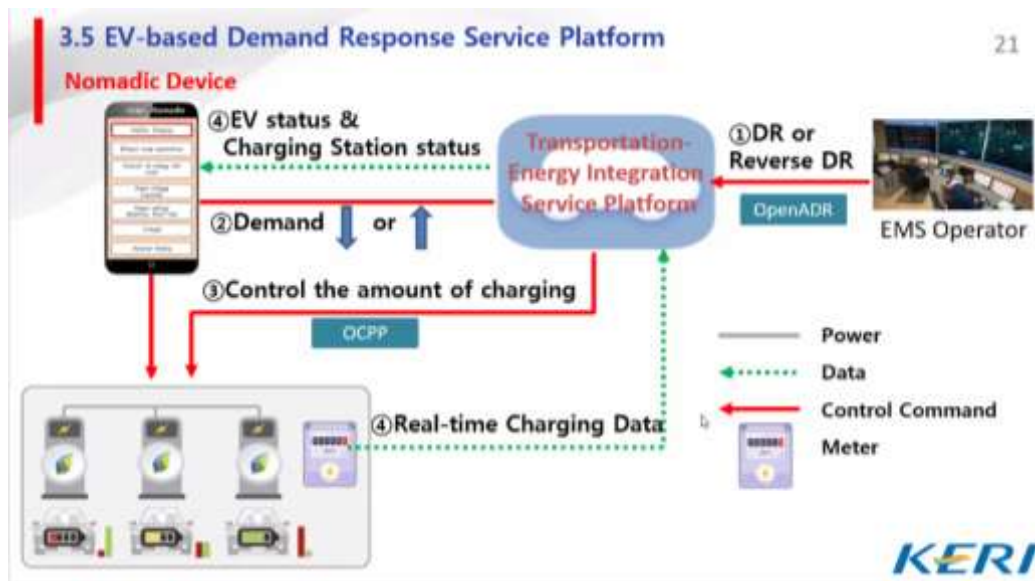 3.5 EV-based Demand Response Service Platform
21
Nomadic Device
④EV status &
Charging Station status
Transportation-
Energy Integration
Service Platform
①DR or
Reverse DR
OpenADR
EMS Operator
②Demand or
③Control the amount of charging
OCPP
Power
Data
Control Command
Meter
④Real-time Charging Data
KERI